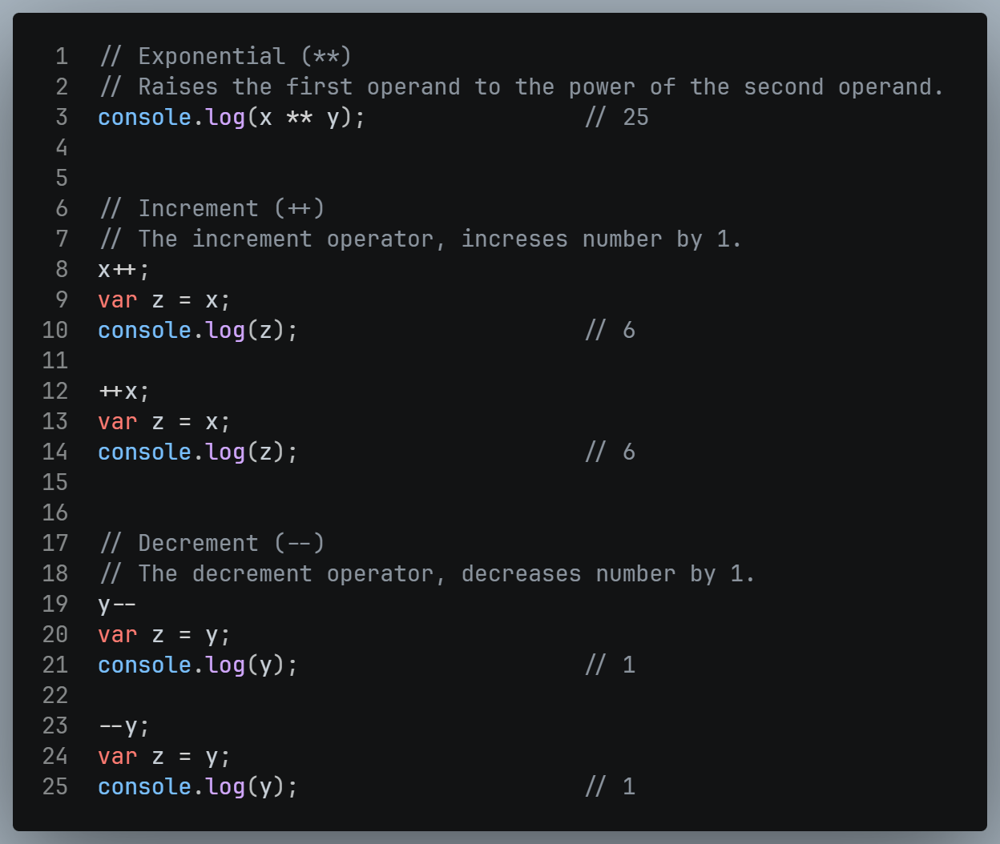 1 // Exponential (**)
2 // Raises the first operand to the power of the second operand.
3 console.log(x ** y);                // 25
4
5
6 // Increment (++)
7 // The increment operator, increses number by 1.
8 x++;
9 var z = x;
10 console.log(z);                     // 6
11
12 ++x;
13 var z = x;
14 console.log(z);                     // 6
15
16
17 // Decrement (--)
18 // The decrement operator, decreases number by 1.
19 y--
20 var z = y;
21 console.log(y);                     // 1
22
23 --y;
24 var z = y;
25 console.log(y);                     // 1